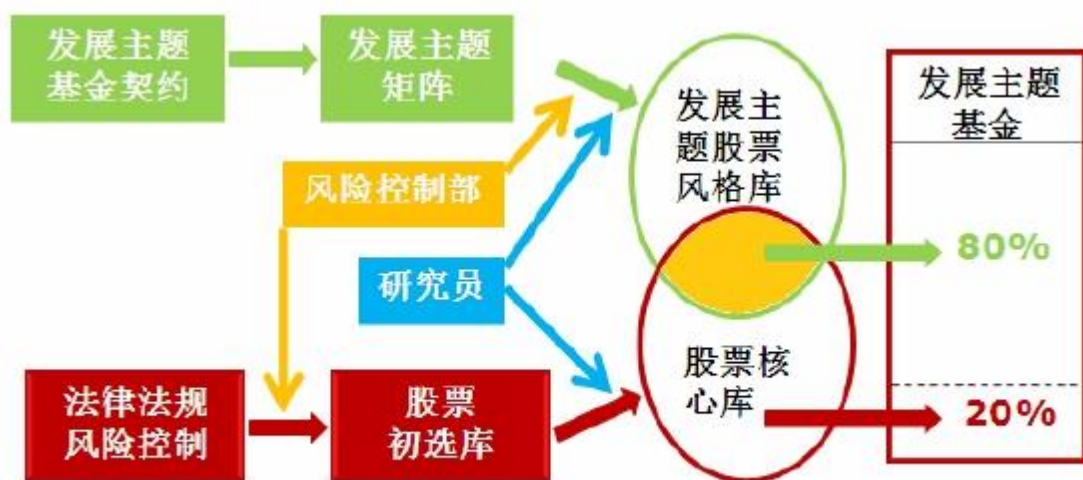 发展主题
基金契约
发展主题
矩阵
发展主
题股票
风格库
发展主题
基金
风险控制部
80%
研究员
股票核
心库
法律法规
风险控制
股票
初选库
20%